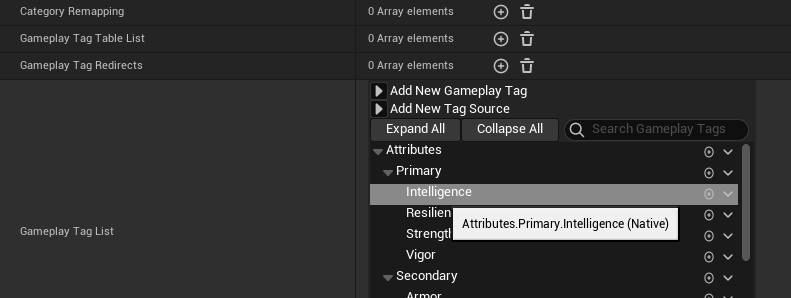 Category Remapping 0 Array elements
Gameplay Tag Table List 0 Array elements
Gameplay Tag Redirects 0 Array elements
Add New Gameplay Tag
Add New Tag Source
Expand All Collapse All Search Gameplay Tags
Attributes
Primary
Intelligence
Resilien
Attributes.Primary.Intelligence (Native)
Strength
Gameplay Tag List
Vigor
Secondary
Armor